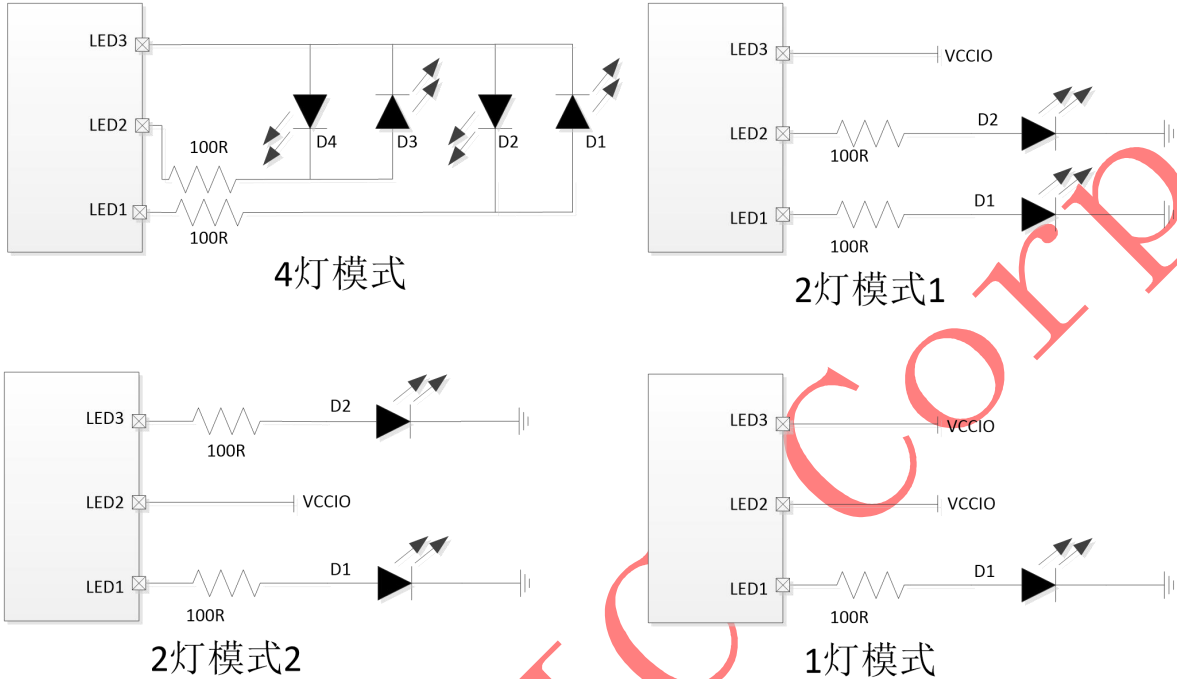 LED3
LED2
100R
D4
D3
D2
D1
LED1
100R
4灯模式
LED3
VCCIO
LED2
D2
100R
LED1
D1
100R
2灯模式1
LED3
D2
100R
LED2
VCCIO
LED1
D1
100R
2灯模式2
LED3
VCCIO
LED2
VCCIO
LED1
D1
100R
1灯模式
Corp